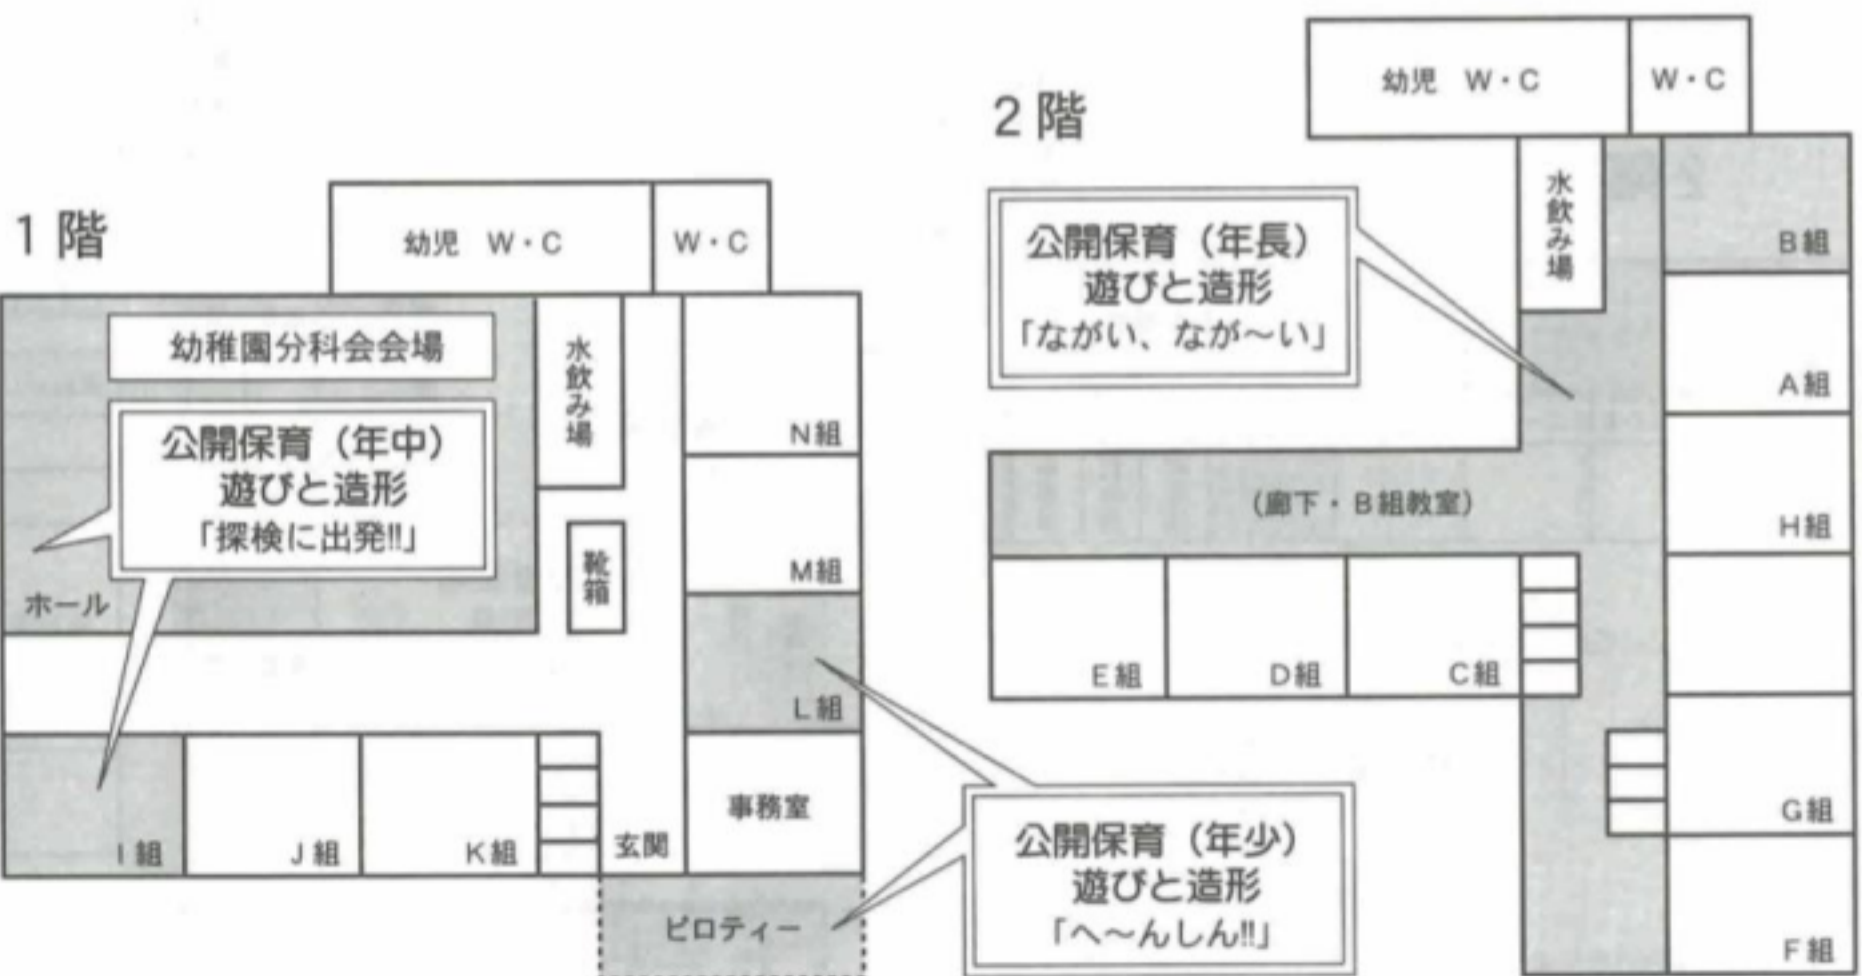 1階
幼児 W・C
W・C
幼稚園分科会会場
公開保育（年中）
遊びと造形
「探検に出発!!」
ホール
水飲み場
靴箱
N組
M組
L組
事務室
I組
J組
K組
玄関
ピロティー
公開保育（年少）
遊びと造形
「へ〜んしん!!」
2階
幼児 W・C
W・C
公開保育（年長）
遊びと造形
「ながい、なが〜い」
水飲み場
B組
A組
H組
（廊下・B組教室）
E組
D組
C組
G組
F組